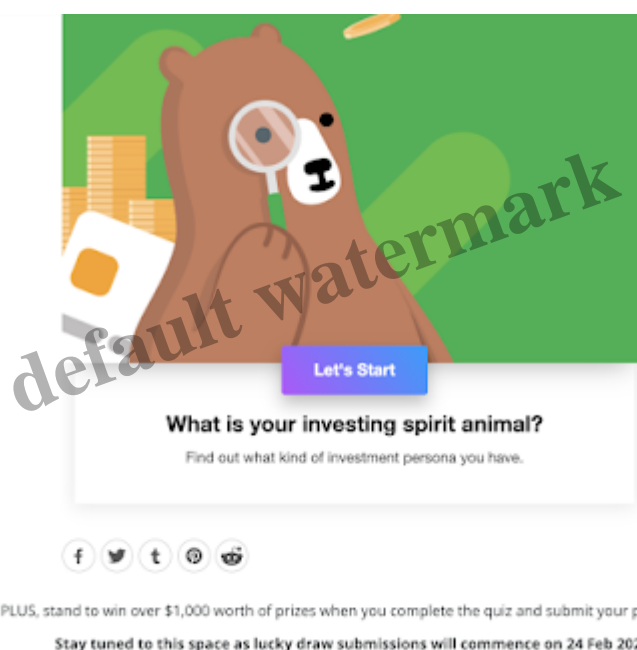 default watermark
Let's Start
What is your investing spirit animal?
Find out what kind of investment persona you have.
PLUS, stand to win over $1,000 worth of prizes when you complete the quiz and submit your
Stay tuned to this space as lucky draw submissions will commence on 24 Feb